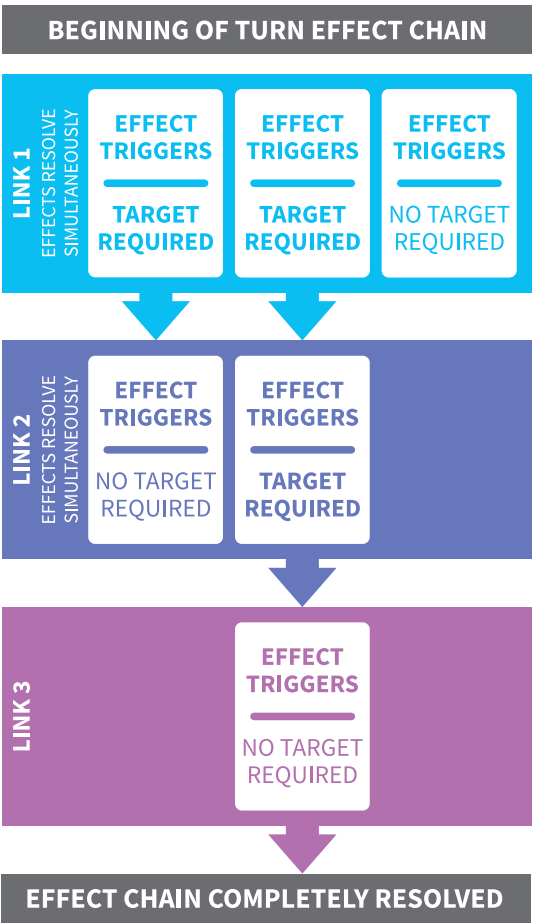 BEGINNING OF TURN EFFECT CHAIN
LINK 1
EFFECTS RESOLVE
SIMULTANEOUSLY
EFFECT
TRIGGERS
TARGET
REQUIRED
EFFECT
TRIGGERS
TARGET
REQUIRED
EFFECT
TRIGGERS
NO TARGET
REQUIRED
LINK 2
EFFECTS RESOLVE
SIMULTANEOUSLY
EFFECT
TRIGGERS
NO TARGET
REQUIRED
EFFECT
TRIGGERS
TARGET
REQUIRED
LINK 3
EFFECT
TRIGGERS
NO TARGET
REQUIRED
EFFECT CHAIN COMPLETELY RESOLVED